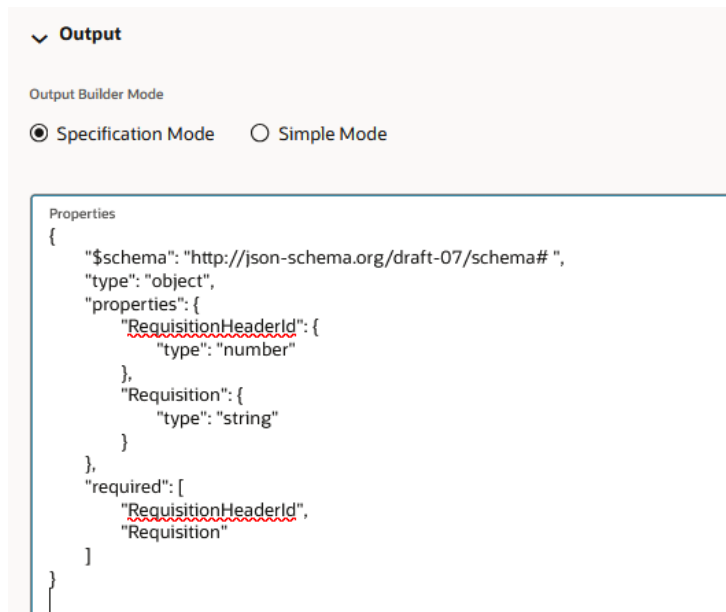 Output
Output Builder Mode
Specification Mode Simple Mode
Properties
{
"$schema": "http://json-schema.org/draft-07/schema# ",
"type": "object",
"properties": {
"RequisitionHeaderId": {
"type": "number"
},
"Requisition": {
"type": "string"
}
},
"required": [
"RequisitionHeaderId",
"Requisition"
]
}